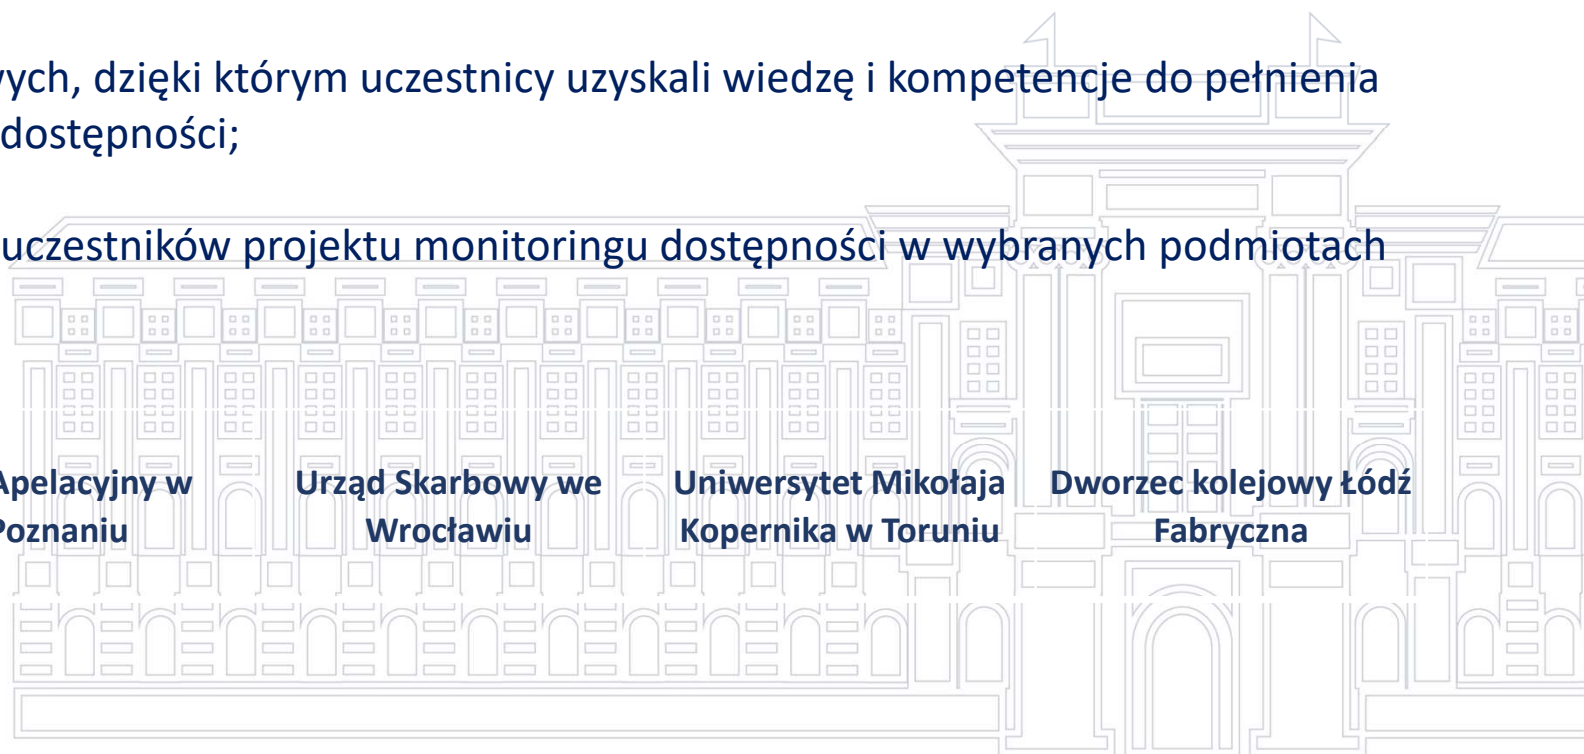 ych, dzięki którym uczestnicy uzyskali wiedzę i kompetencje do pełnienia
dostępności;
uczestników projektu monitoringu dostępności w wybranych podmiotach
Apelacyjny w
Poznaniu
Urząd Skarbowy we
Wrocławiu
Uniwersytet Mikołaja
Kopernika w Toruniu
Dworzec kolejowy Łódź
Fabryczna